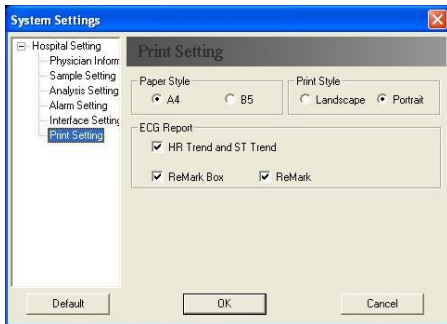 System Settings
Hospital Setting
Physician Inform
Sample Setting
Analysis Setting
Alarm Setting
Interface Setting
Print Setting
Print Setting
Paper Style
A4
B5
Print Style
Landscape
Portrait
ECG Report
HR Trend and ST Trend
ReMark Box
ReMark
Default
OK
Cancel